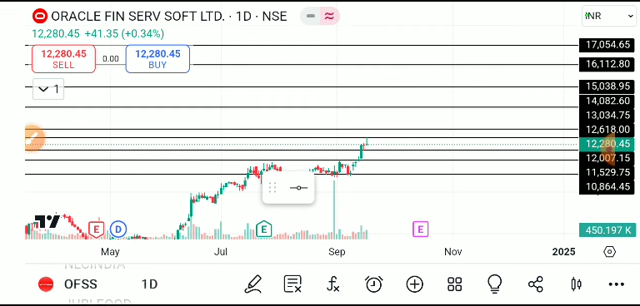 ORACLE FIN SERV SOFT LTD. · 1D · NSE
INR
12,280.45 +41.35 (+0.34%)
12,280.45 0.00 12,280.45
SELL BUY
1
17,054.65
16,112.80
15,038.95
14,082.60
13,034.75
12,618.00
12,280.45
12,007.15
11,529.75
10,864.45
450.197 K
E D E E
May Jul Sep Nov 2025
OFSS 1D